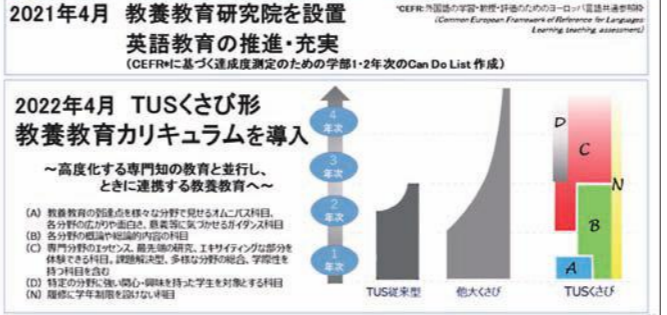 2021年4月 教養教育研究院を設置
英語教育の推進・充実
(CEFR*に基づく達成度測定のための学部1・2年次のCan Do List 作成)
*CEFR: 外国語の学習・教授・評価のためのヨーロッパ言語共通参照枠
(Common European Framework of Reference for Languages:
Learning, teaching, assessment)
2022年4月 TUSくさび形
教養教育カリキュラムを導入
~高度化する専門知の教育と並行し、
ときに連携する教養教育へ~
(A) 教養教育の到達点を様々な分野で見せるオムニバス科目、
各分野の広がりや面白さ、意義等に気づかせるガイダンス科目
(B) 各分野の概論や総論的内容の科目
(C) 専門分野のエッセンス、最先端の研究、エキサイティングな部分を
体験できる科目。課題解決型、多様な分野の総合、学際性を
持つ科目を含む
(D) 特定の分野に強い関心・興味を持った学生を対象とする科目
(N) 履修に学年制限を設けない科目
4
年次
3
年次
2
年次
1
年次
D
C
N
B
A
TUS従来型
他大くさび
TUSくさび